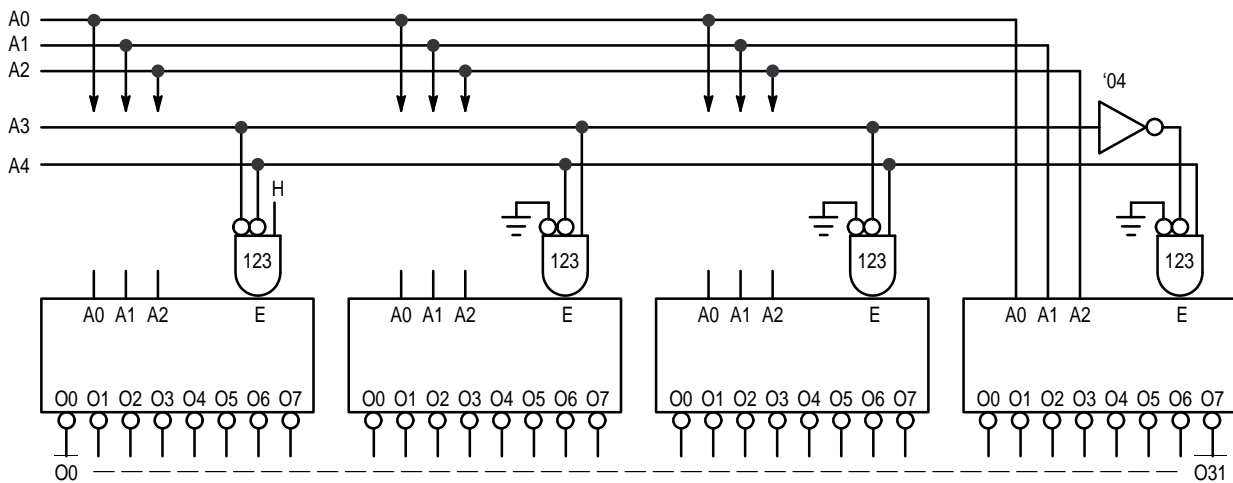 A0
A1
A2
‘04
A3
A4
H
123 123 123 123
A0 A1 A2 E A0 A1 A2 E A0 A1 A2 E A0 A1 A2 E
O0 O1 O2 O3 O4 O5 O6 O7 O0 O1 O2 O3 O4 O5 O6 O7 O0 O1 O2 O3 O4 O5 O6 O7 O0 O1 O2 O3 O4 O5 O6 O7
O0 O31